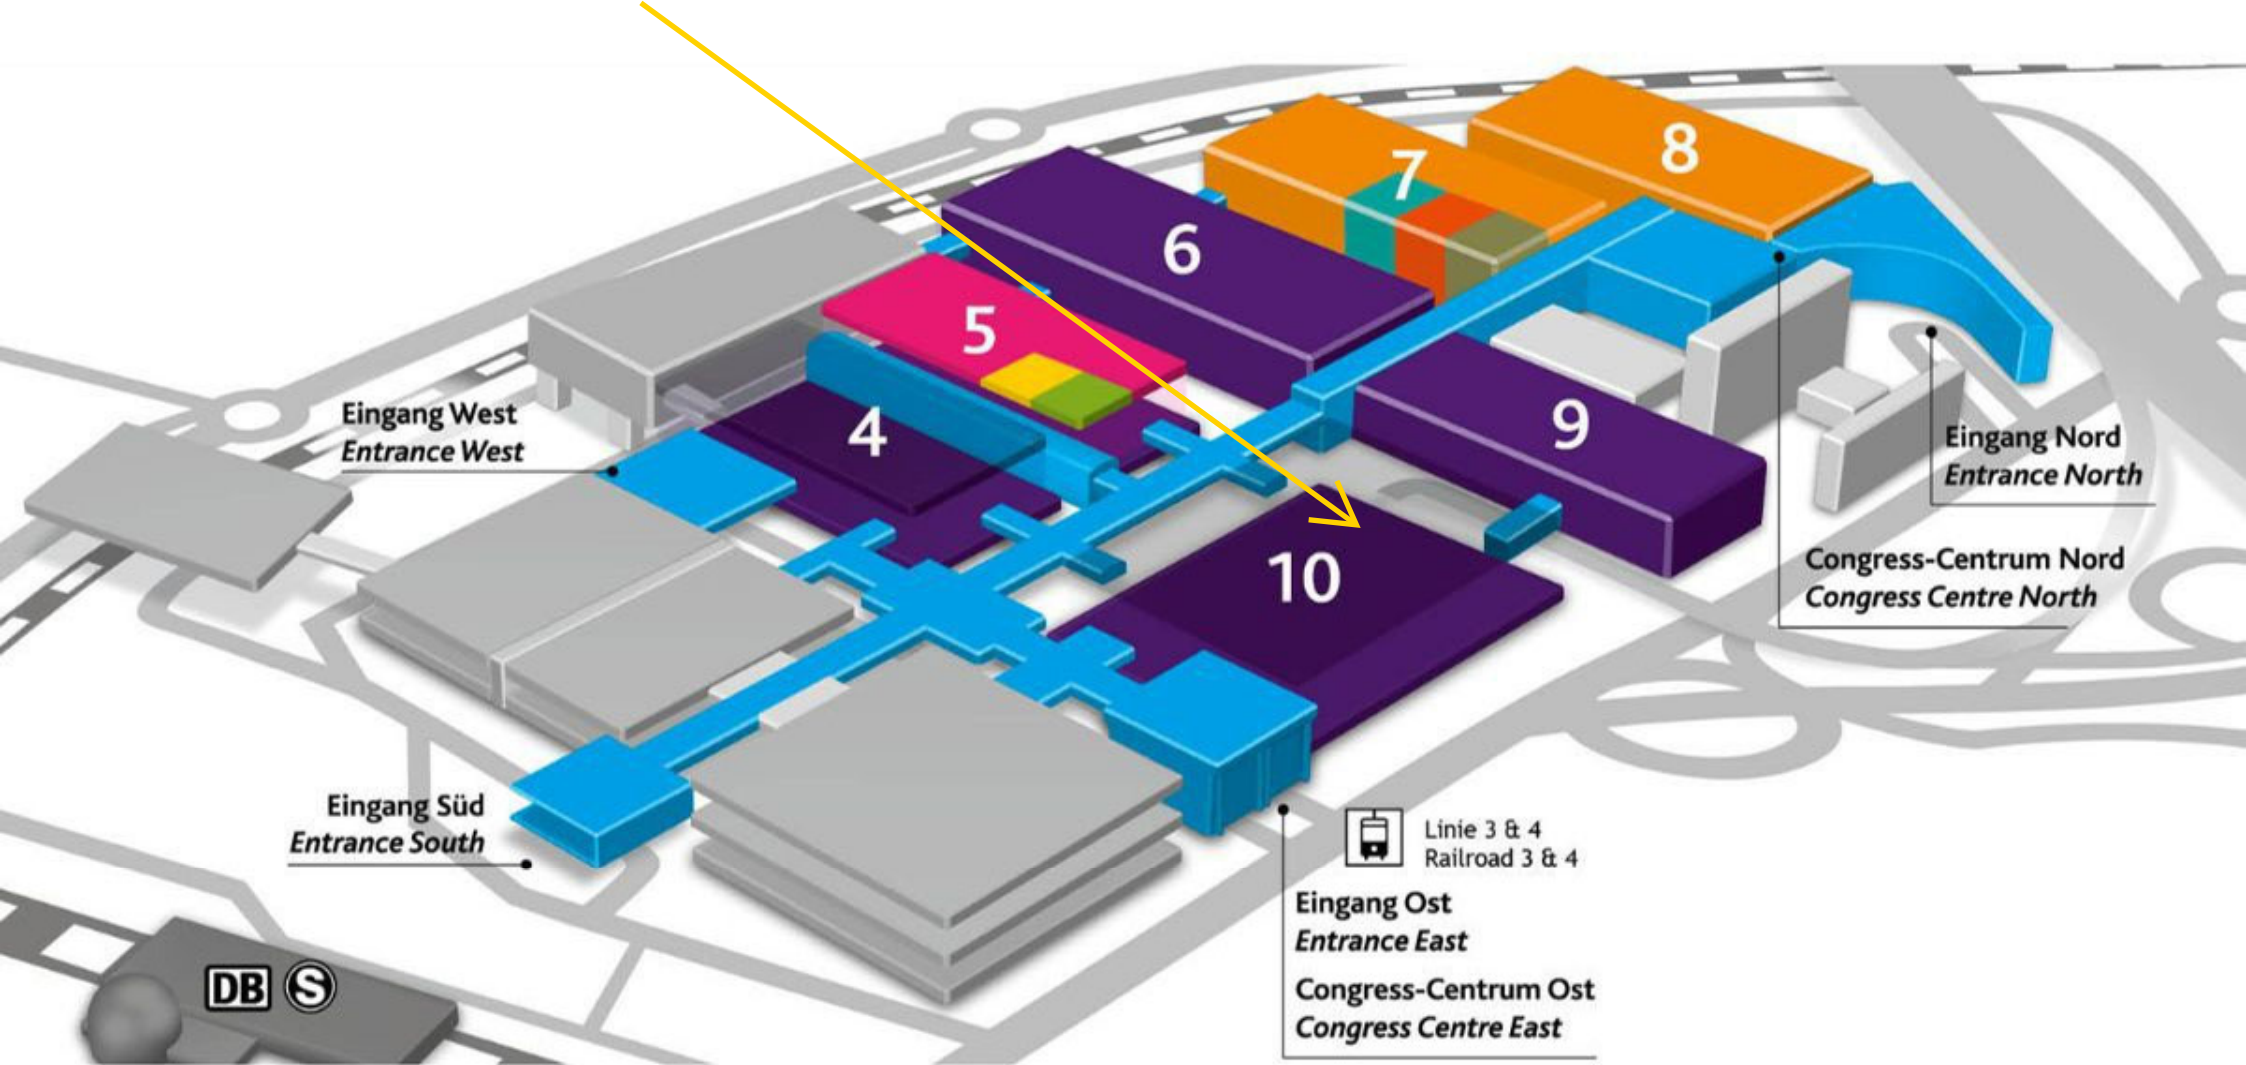 8
7
6
5
9
4
Eingang West
Entrance West
Eingang Nord
Entrance North
10
Congress-Centrum Nord
Congress Centre North
Eingang Süd
Entrance South
Linie 3 & 4
Railroad 3 & 4
Eingang Ost
Entrance East
DB S
Congress-Centrum Ost
Congress Centre East